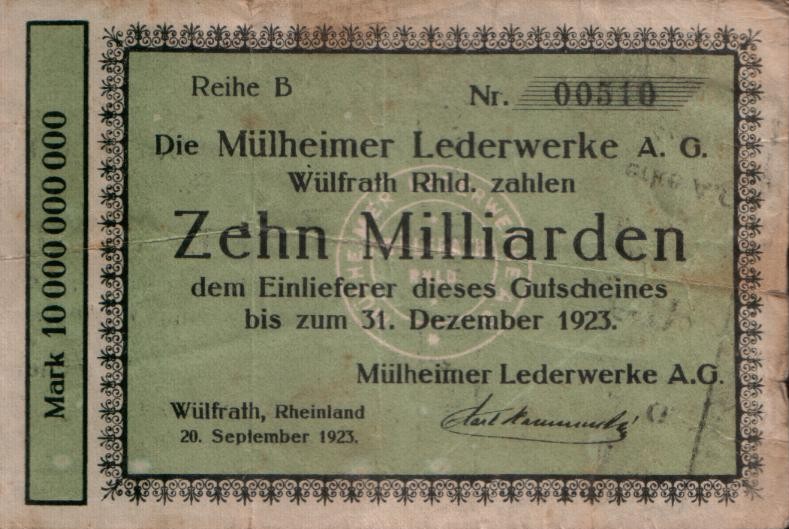 Mark 10 000 000 000
Reihe B
Nr. 00510
Die Mülheimer Lederwerke A. G.
Wülfrath Rhld. zahlen
Zehn Milliarden
dem Einlieferer dieses Gutscheines
bis zum 31. Dezember 1923.
Mülheimer Lederwerke A.G.
Wülfrath, Rheinland
20. September 1923.